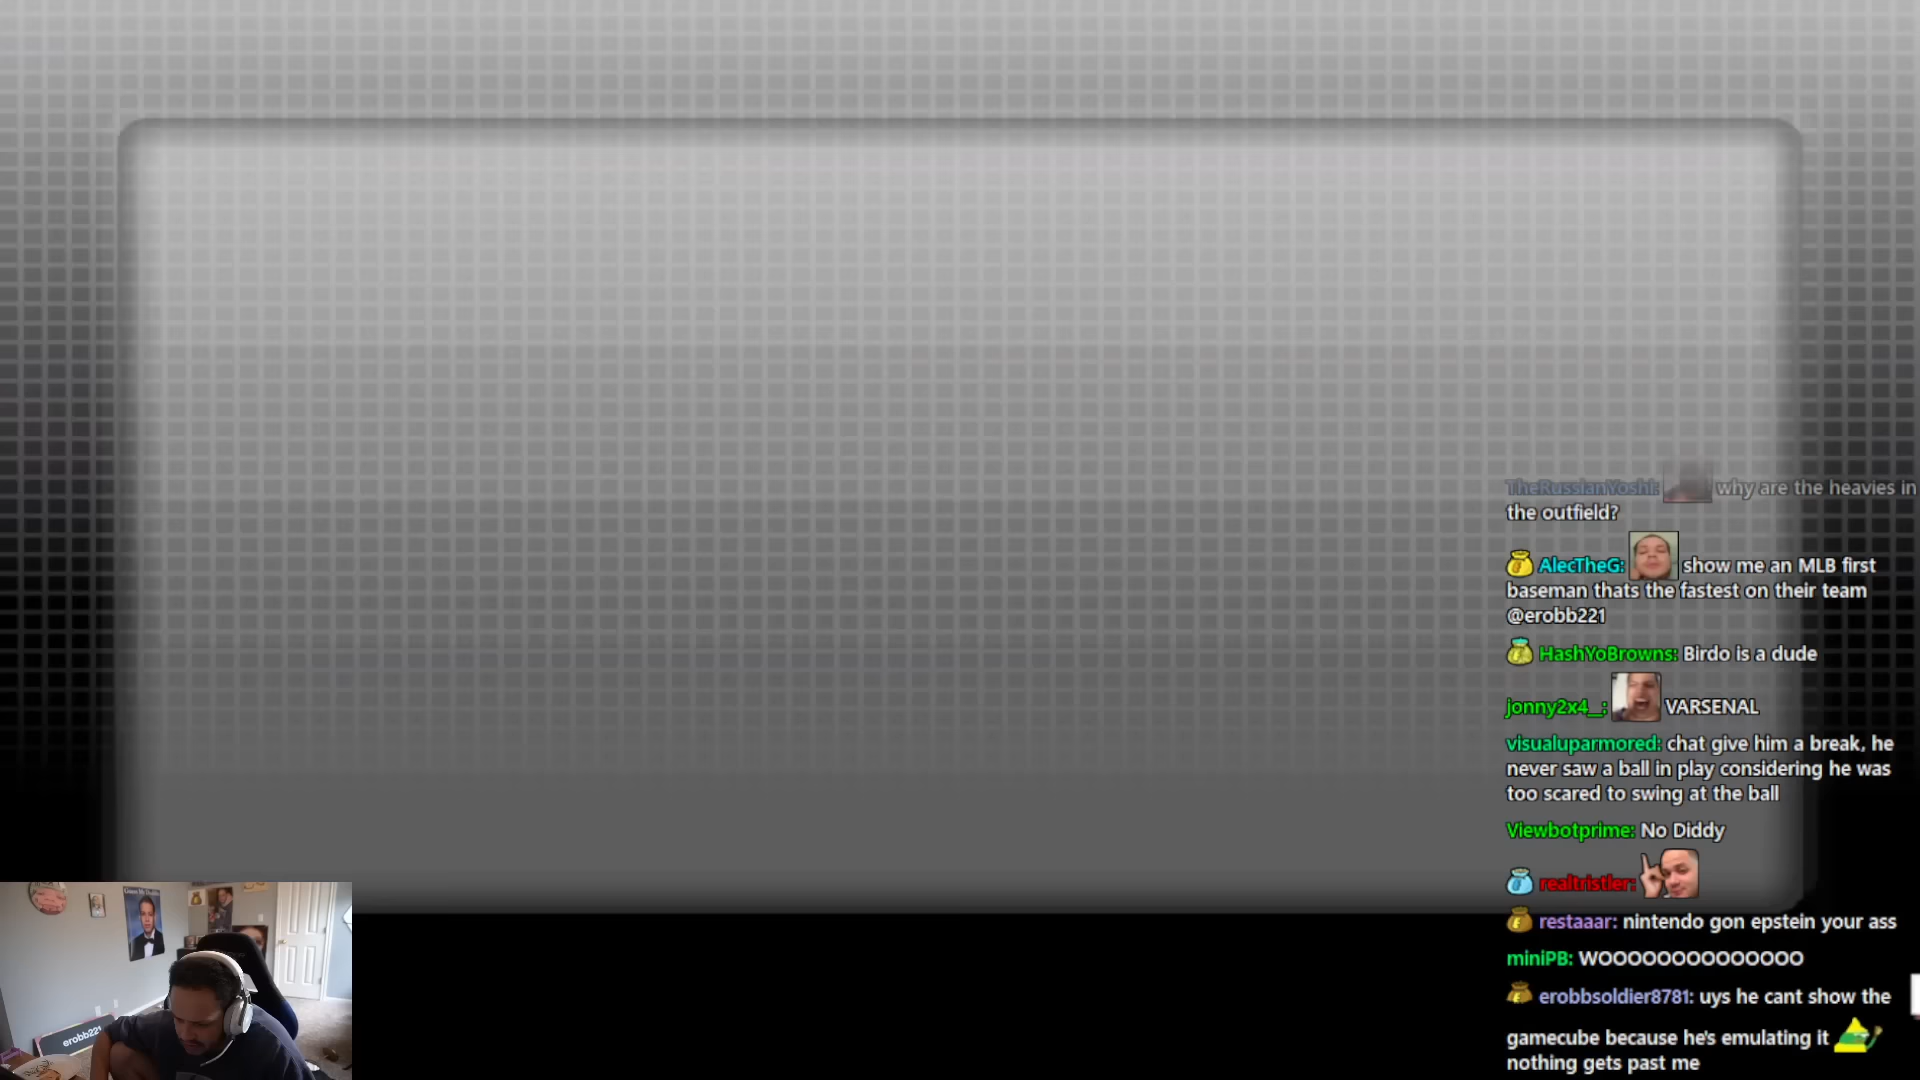 TheRussianYoshi: why are the heavies in
the outfield?
AlecTheG: show me an MLB first
baseman thats the fastest on their team
@erobb221
HashYoBrowns: Birdo is a dude
jonny2x4_: VARSENAL
visualuparmored: chat give him a break, he
never saw a ball in play considering he was
too scared to swing at the ball
Viewbotprime: No Diddy
realtristler:
restaaar: nintendo gon epstein your ass
miniPB: WOOOOOOOOOOOOOO
erobbsoldier8781: uys he cant show the
gamecube because he's emulating it
nothing gets past me
erobb221